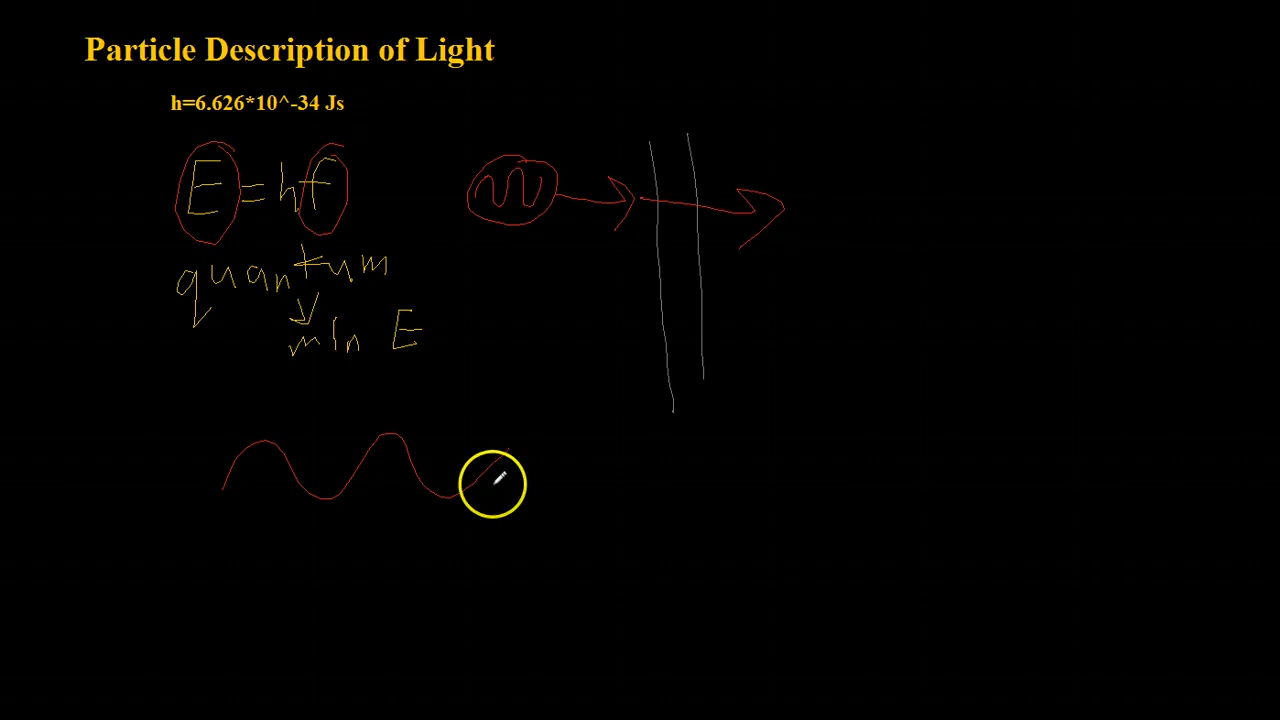 Particle Description of Light
h=6.626*10^-34 Js
E=hf
quantum
min E